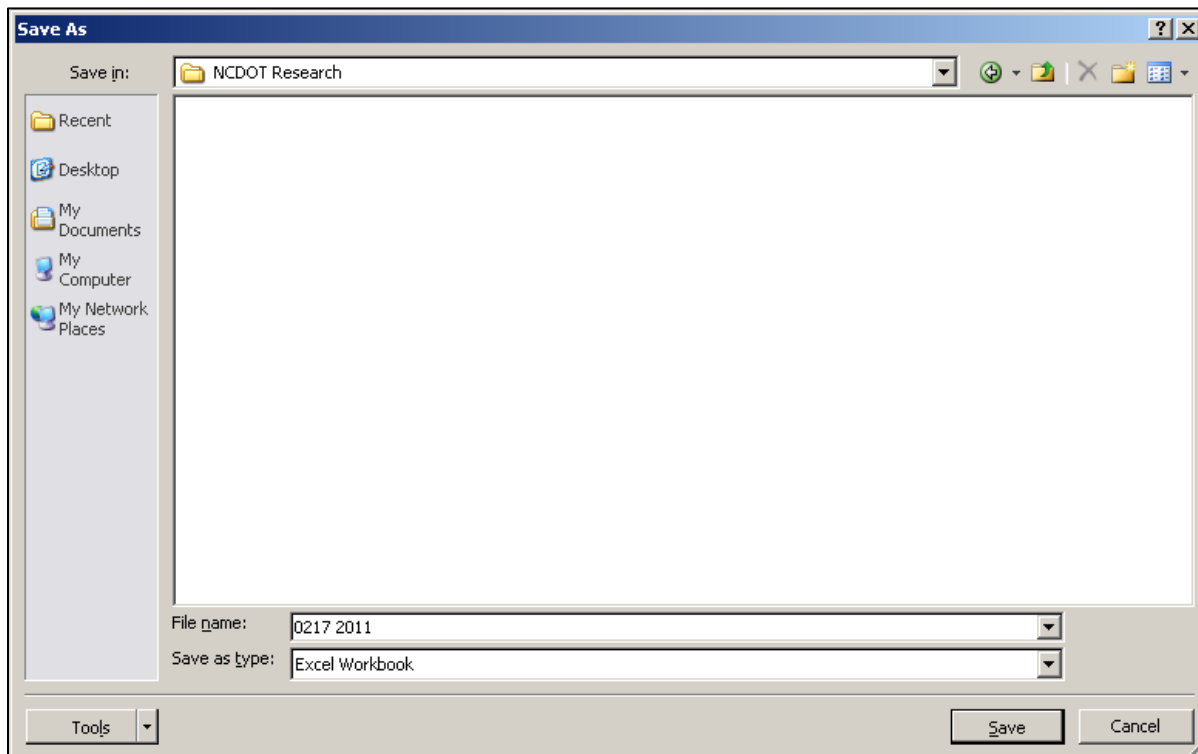 Save As
Save in:
NCDOT Research
Recent
Desktop
My
Documents
My
Computer
My Network
Places
File name:
0217 2011
Save as type:
Excel Workbook
Tools
Save
Cancel